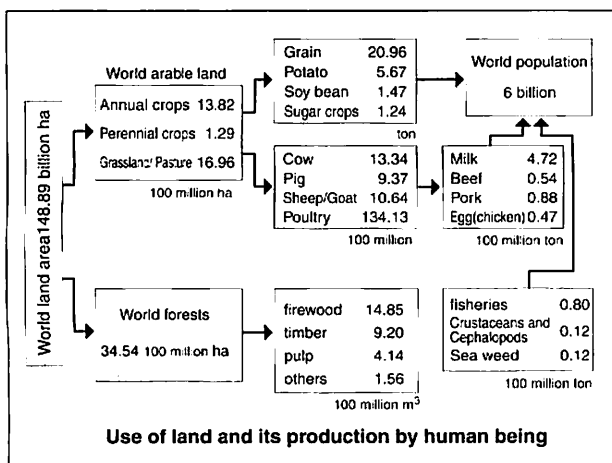 World land area148.89 billion ha
World arable land
Annual crops 13.82
Perennial crops 1.29
Grassland/ Pasture 16.96
100 million ha
Grain 20.96
Potato 5.67
Soy bean 1.47
Sugar crops 1.24
ton
World population
6 billion
Cow 13.34
Pig 9.37
Sheep/Goat 10.64
Poultry 134.13
100 million
Milk 4.72
Beef 0.54
Pork 0.88
Egg(chicken) 0.47
100 million ton
World forests
34.54 100 million ha
firewood 14.85
timber 9.20
pulp 4.14
others 1.56
100 million m³
fisheries 0.80
Crustaceans and
Cephalopods 0.12
Sea weed 0.12
100 million ton
Use of land and its production by human being